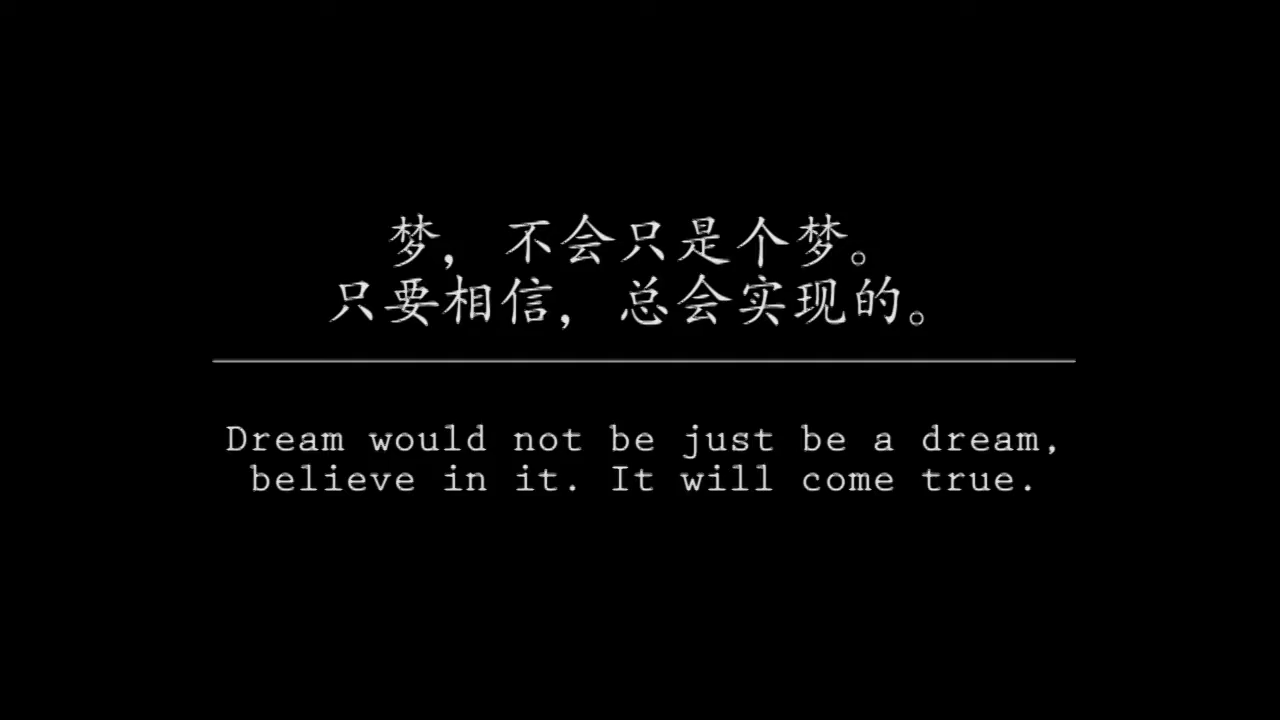 梦，不会只是个梦。
只要相信，总会实现的。
Dream would not be just be a dream,
believe in it. It will come true.